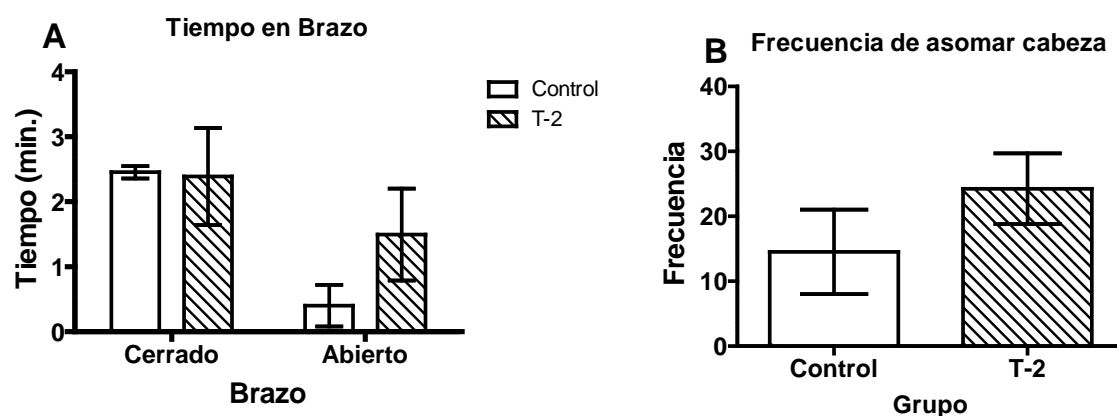 A
Tiempo en Brazo
Tiempo (min.)
4
3
2
1
0
Cerrado
Abierto
Brazo
Control
T-2
B
Frecuencia de asomar cabeza
Frecuencia
40
30
20
10
0
Control
T-2
Grupo